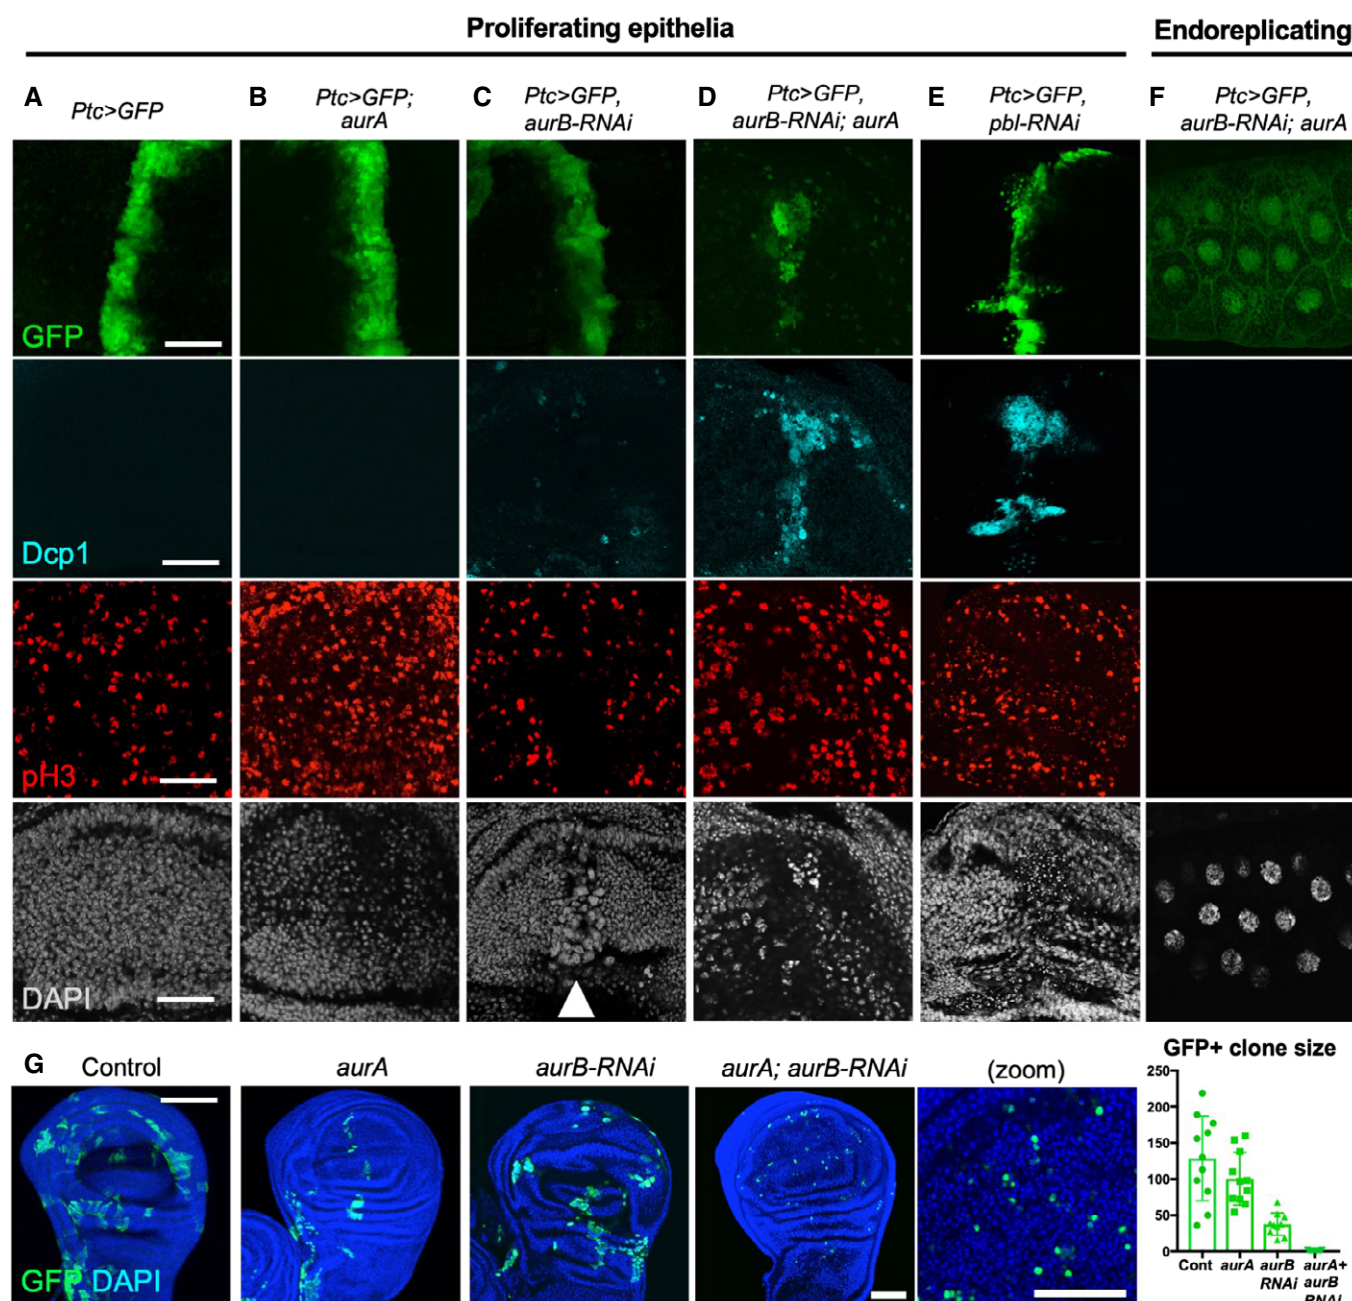 Proliferating epithelia
Endoreplicating
A
Ptc>GFP
B
Ptc>GFP;
aurA
C
Ptc>GFP,
aurB-RNAi
D
Ptc>GFP,
aurB-RNAi; aurA
E
Ptc>GFP,
pbl-RNAi
F
Ptc>GFP,
aurB-RNAi; aurA
GFP
Dcp1
pH3
DAPI
G
Control
aurA
aurB-RNAi
aurA; aurB-RNAi
(zoom)
GFP DAPI
GFP+ clone size
250
200
150
100
50
0
Cont
aurA
aurB
RNAi
aurA+
aurB
RNAi